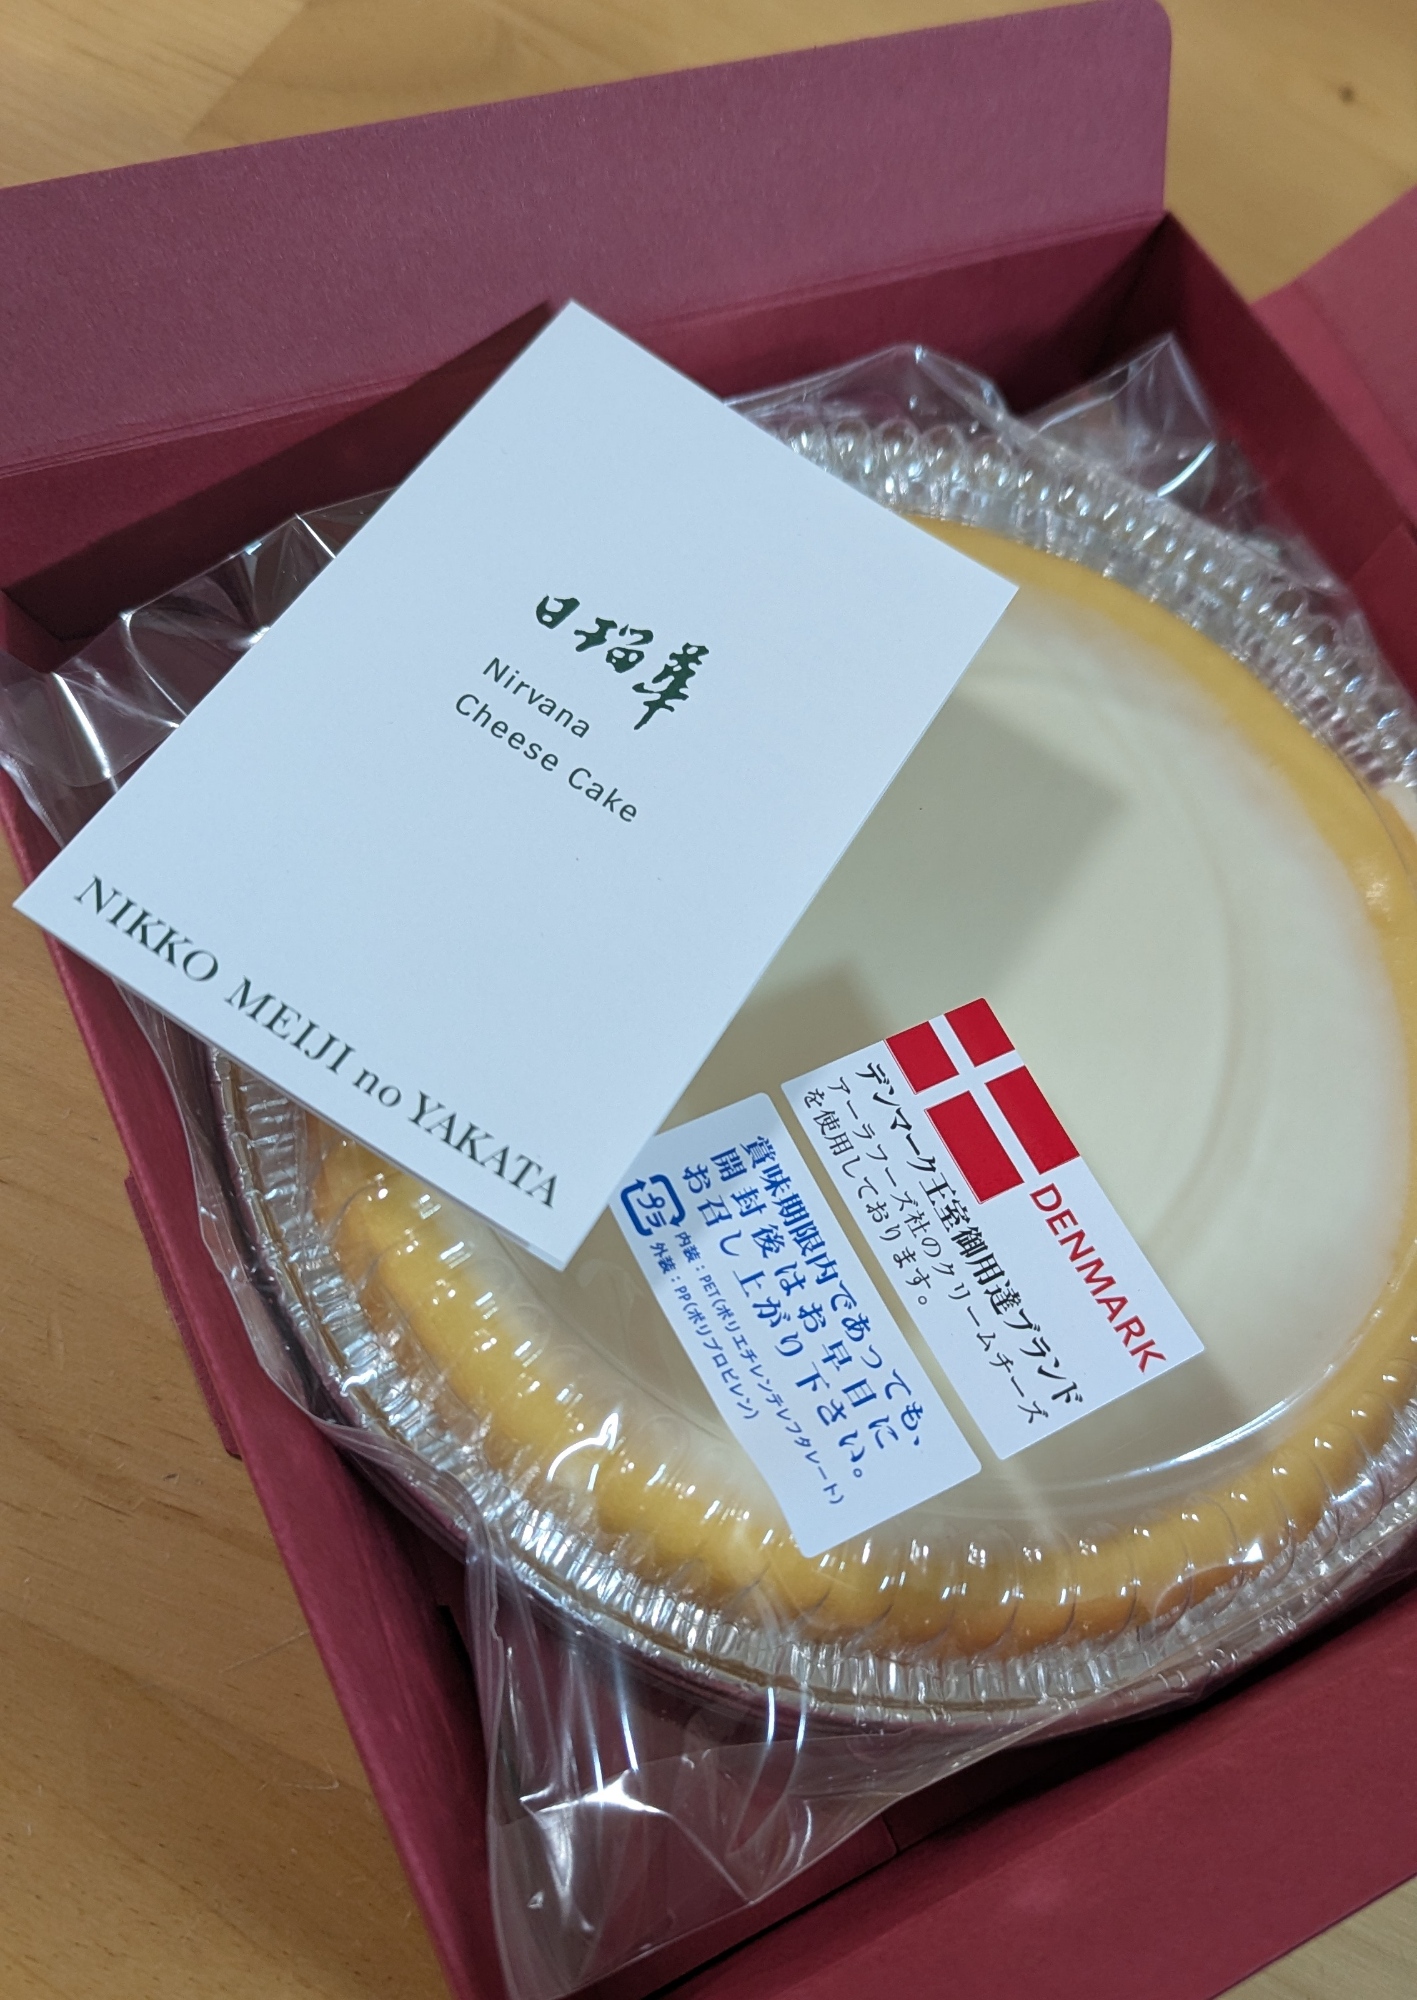 日瑠華
Nirvana
Cheese Cake
NIKKO MEIJI no YAKATA
DENMARK
デンマーク王室御用達ブランド
アーラフーズ社のクリームチーズ
を使用しております。
賞味期限内であっても、
開封後はお早目に
お召し上がり下さい。
プラ
内装：PET(ポリエチレンテレフタレート)
外装：PP(ポリプロピレン)